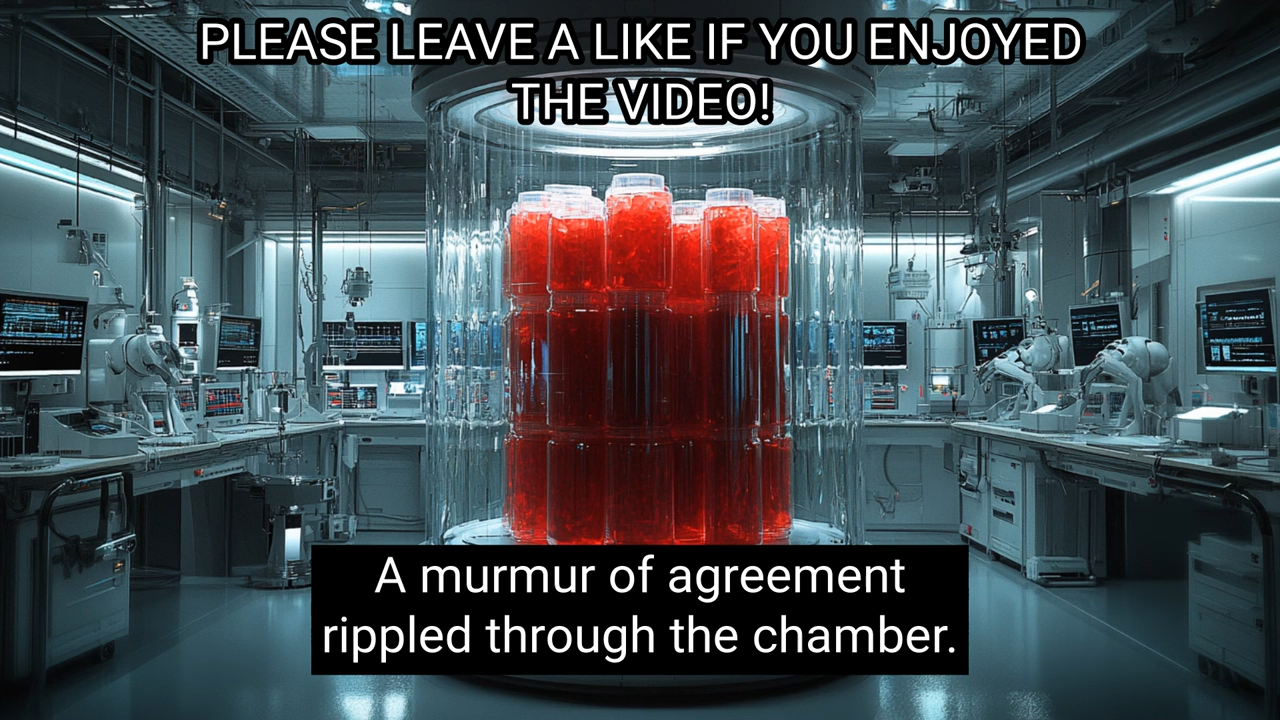 PLEASE LEAVE A LIKE IF YOU ENJOYED
THE VIDEO!
A murmur of agreement
rippled through the chamber.